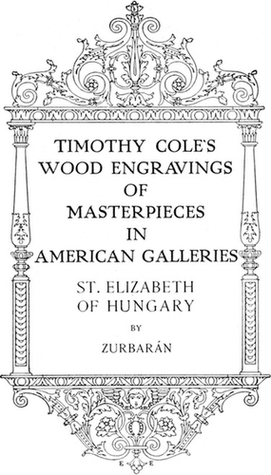 TIMOTHY COLE'S
WOOD ENGRAVINGS
OF
MASTERPIECES
IN
AMERICAN GALLERIES
ST. ELIZABETH
OF HUNGARY
BY
ZURBARÁN
E E